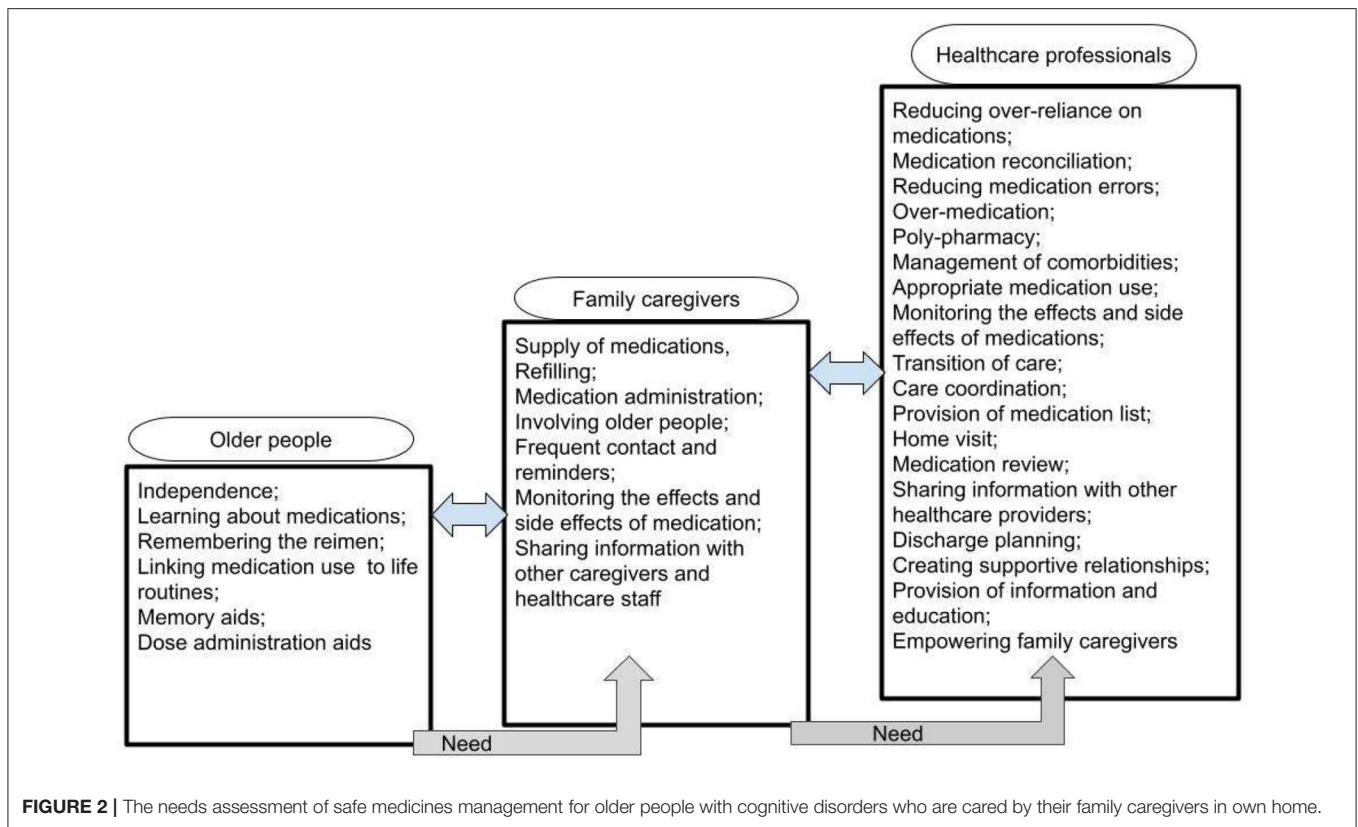 Healthcare professionals
Reducing over-reliance on
medications;
Medication reconciliation;
Reducing medication errors;
Over-medication;
Poly-pharmacy;
Management of comorbidities;
Appropriate medication use;
Monitoring the effects and side
effects of medications;
Transition of care;
Care coordination;
Provision of medication list;
Home visit;
Medication review;
Sharing information with other
healthcare providers;
Discharge planning;
Creating supportive relationships;
Provision of information and
education;
Empowering family caregivers
Family caregivers
Supply of medications,
Refilling;
Medication administration;
Involving older people;
Frequent contact and
reminders;
Monitoring the effects and
side effects of medication;
Sharing information with
other caregivers and
healthcare staff
Older people
Independence;
Learning about medications;
Remembering the reimen;
Linking medication use to life
routines;
Memory aids;
Dose administration aids
Need
Need
FIGURE 2 | The needs assessment of safe medicines management for older people with cognitive disorders who are cared by their family caregivers in own home.